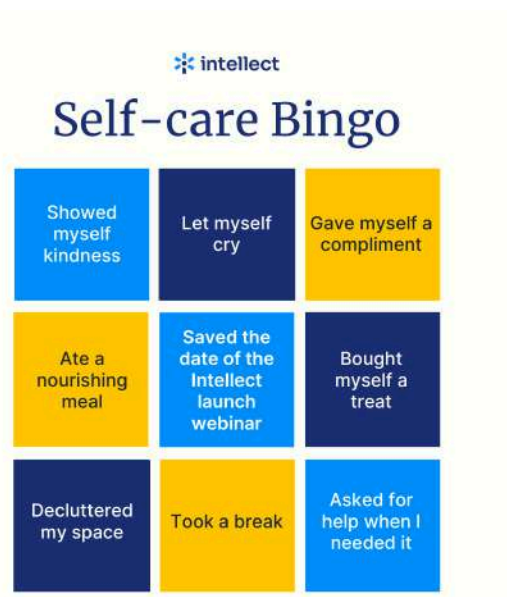 intellect
Self-care Bingo
Showed
myself
kindness
Let myself
cry
Gave myself a
compliment
Ate a
nourishing
meal
Saved the
date of the
Intellect
launch
webinar
Bought
myself a
treat
Decluttered
my space
Took a break
Asked for
help when I
needed it